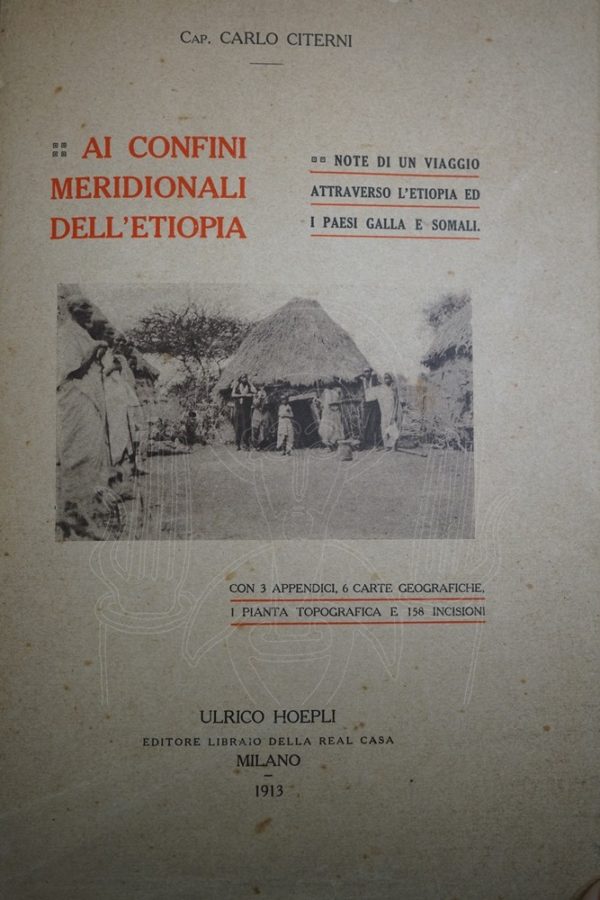 CAP. CARLO CITERNI
AI CONFINI
MERIDIONALI
DELL'ETIOPIA
NOTE DI UN VIAGGIO
ATTRAVERSO L'ETIOPIA ED
I PAESI GALLA E SOMALI.
CON 3 APPENDICI, 6 CARTE GEOGRAFICHE,
1 PIANTA TOPOGRAFICA E 158 INCISIONI
ULRICO HOEPLI
EDITORE LIBRAIO DELLA REAL CASA
MILANO
1913